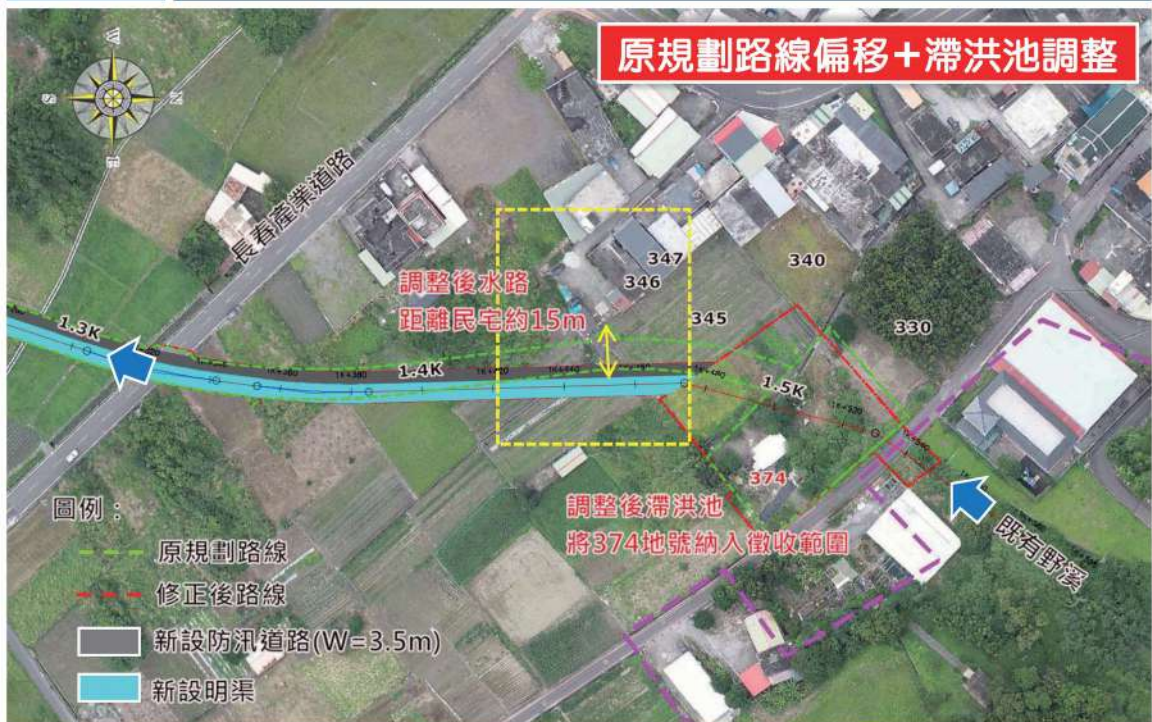 原規劃路線偏移+滯洪池調整
W
S
N
E
長春產業道路
347
346
340
調整後水路
距離民宅約15m
345
330
1.3K
1.4K
1.5K
374
調整後滯洪池
將374地號納入徵收範圍
既有野溪
圖例：
原規劃路線
修正後路線
新設防汛道路(W=3.5m)
新設明渠